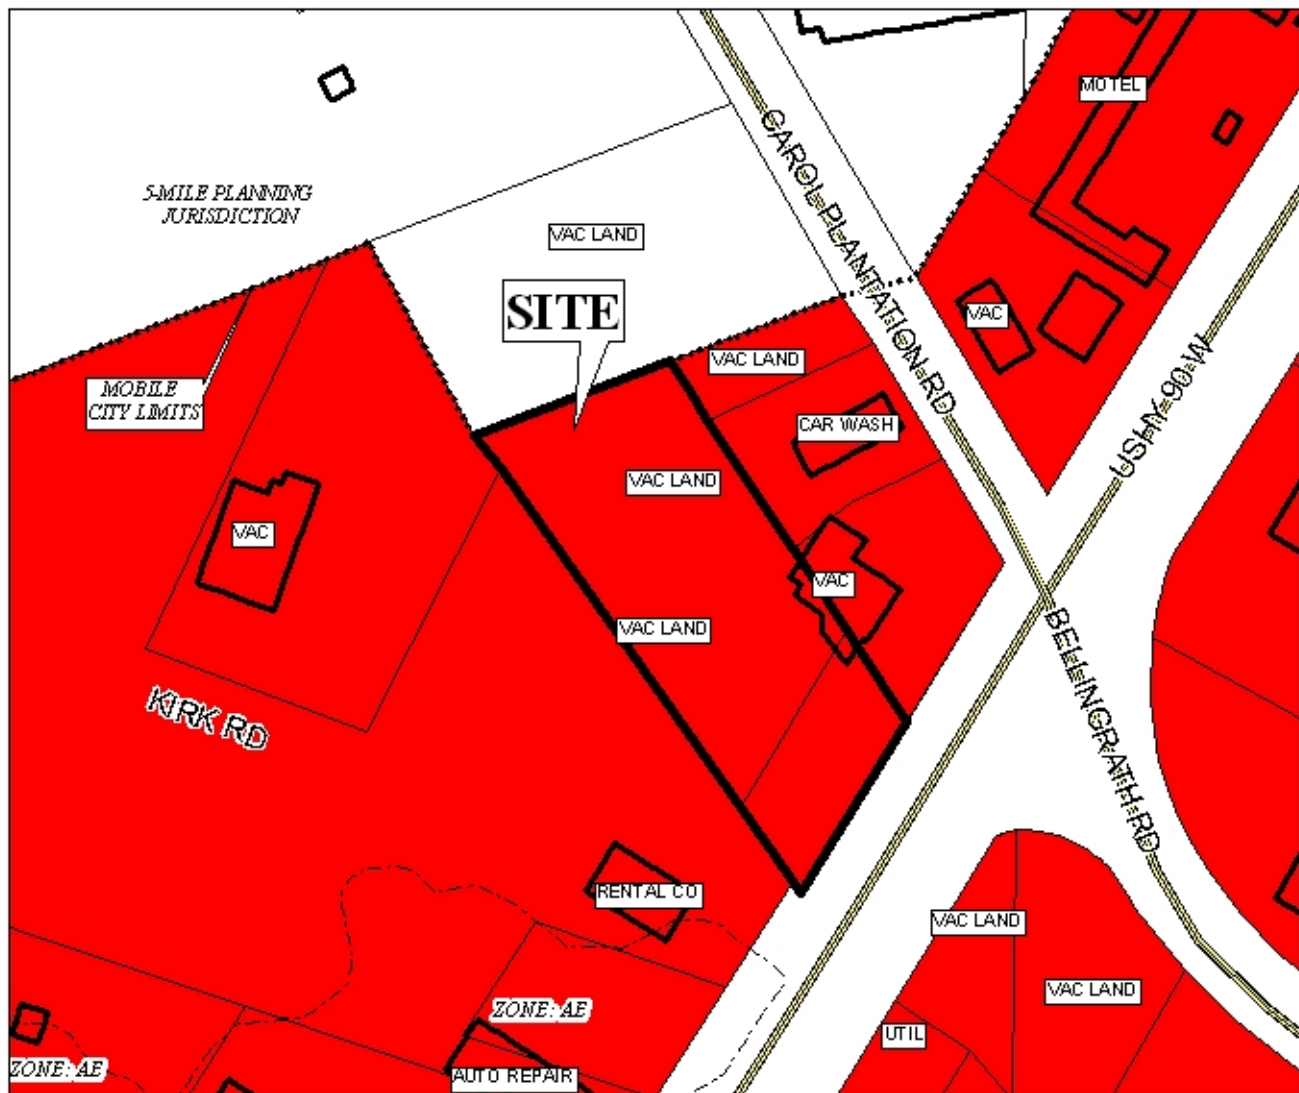 MOTEL
CAROL PLANTATION RD
5-MILE PLANNING
JURISDICTION
VAC LAND
SITE
VAC
USHY 90 W
VAC LAND
MOBILE
CITY LIMITS
CAR WASH
VAC LAND
VAC
VAC
VAC LAND
BELLINGRATH RD
KIRK RD
RENTAL CO
VAC LAND
VAC LAND
ZONE: AE
UTIL
ZONE: AE
AUTO REPAIR